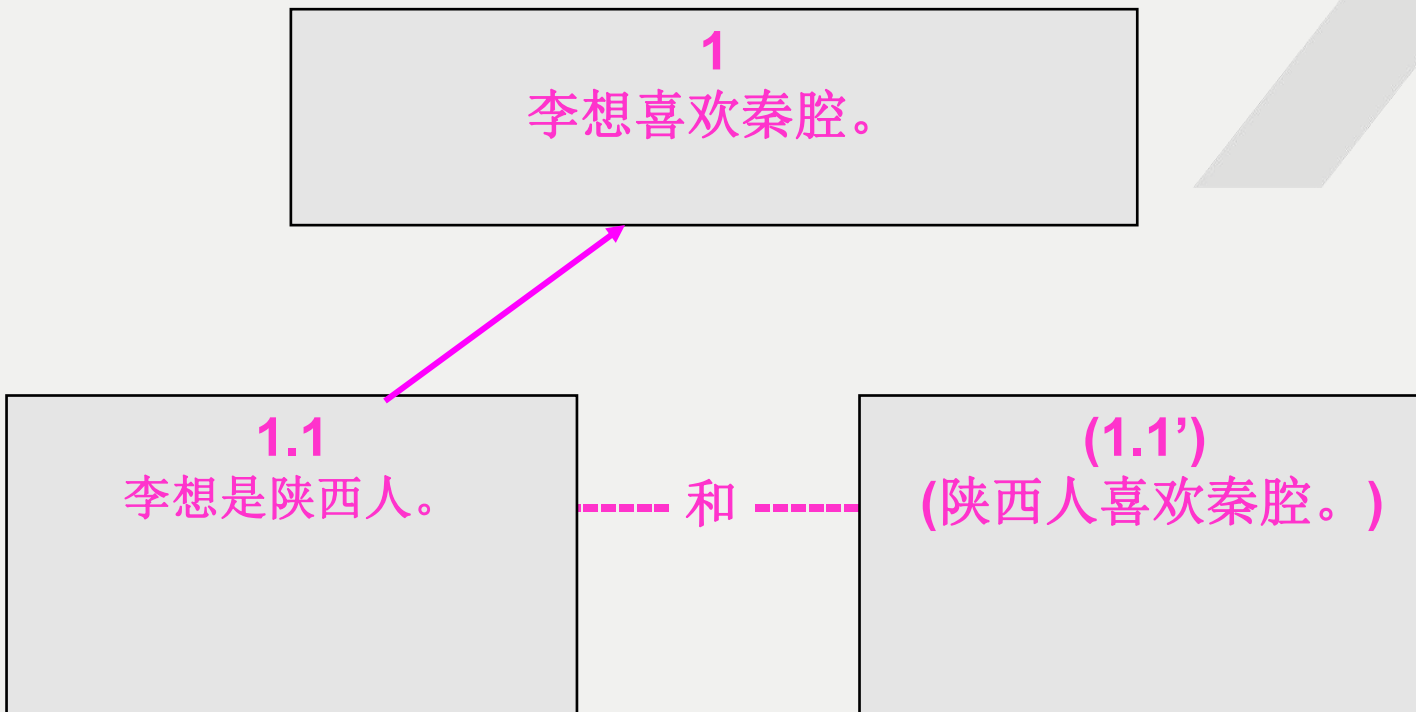 1
李想喜欢秦腔。
1.1
李想是陕西人。
和
(1.1’)
(陕西人喜欢秦腔。)